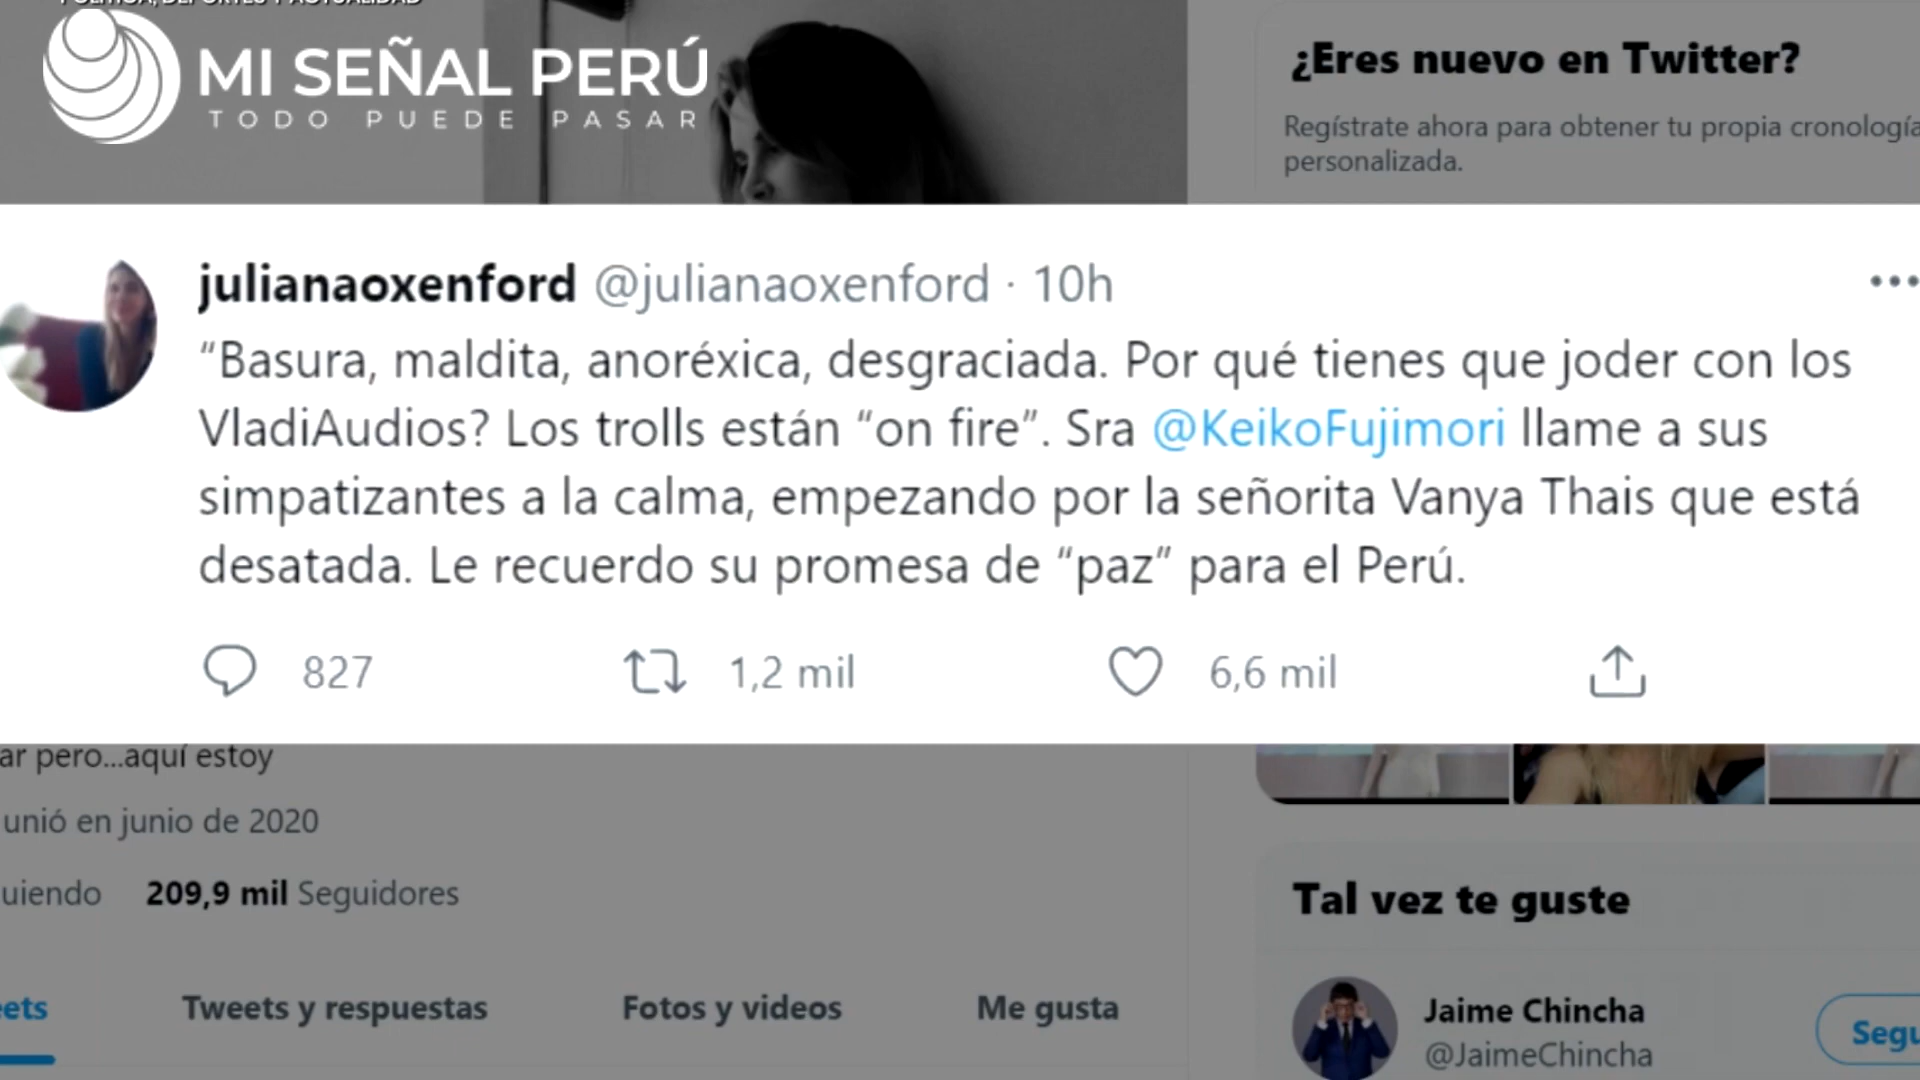 POLÍTICA, DEPORTES Y ACTUALIDAD
MI SEÑAL PERÚ
TODO PUEDE PASAR
¿Eres nuevo en Twitter?
Regístrate ahora para obtener tu propia cronología
personalizada.
julianaoxenford @julianaoxenford · 10h
“Basura, maldita, anoréxica, desgraciada. Por qué tienes que joder con los
VladiAudios? Los trolls están “on fire”. Sra @KeikoFujimori llame a sus
simpatizantes a la calma, empezando por la señorita Vanya Thais que está
desatada. Le recuerdo su promesa de “paz” para el Perú.
827 1,2 mil 6,6 mil
ar pero...aquí estoy
unió en junio de 2020
uiendo 209,9 mil Seguidores
eets Tweets y respuestas Fotos y videos Me gusta
Tal vez te guste
Jaime Chincha
@JaimeChincha
Segu